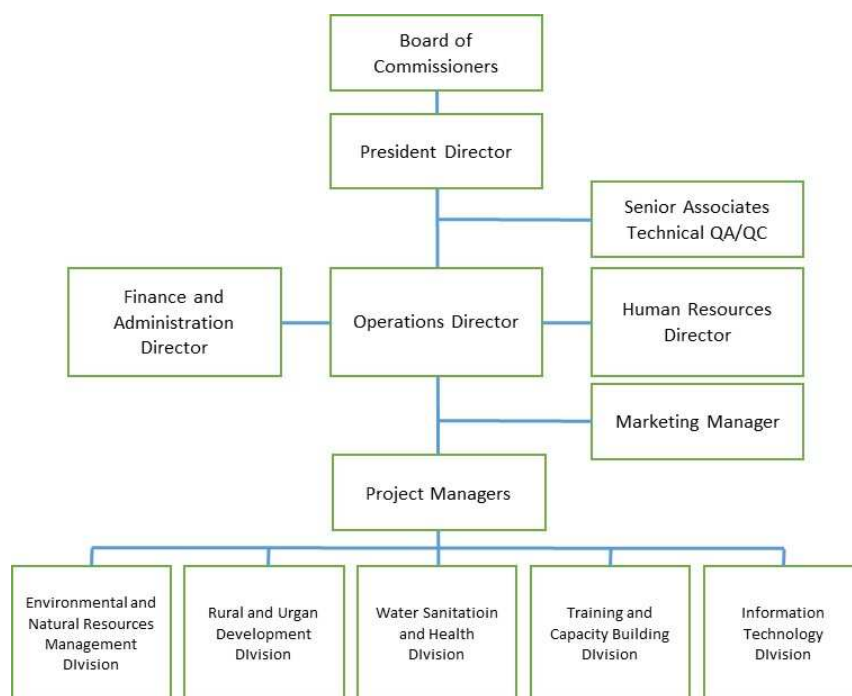 Board of
Commissioners
President Director
Senior Associates
Technical QA/QC
Finance and
Administration
Director
Operations Director
Human Resources
Director
Marketing Manager
Project Managers
Environmental and
Natural Resources
Management
DIvision
Rural and Urgan
Development
DIvision
Water Sanitatioin
and Health
DIvision
Training and
Capacity Building
DIvision
Information
Technology
DIvision